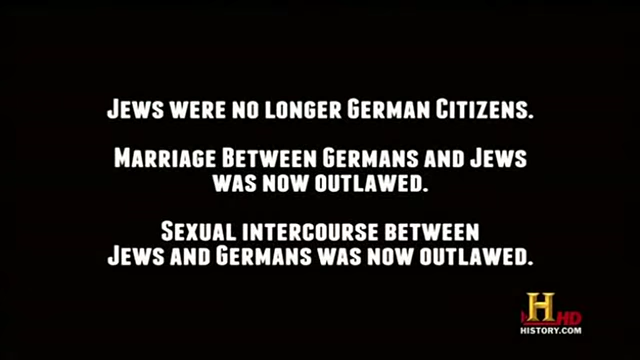 Jews were no longer German Citizens.
Marriage Between Germans and Jews
was now outlawed.
Sexual intercourse between
Jews and Germans was now outlawed.
H HD
HISTORY.COM